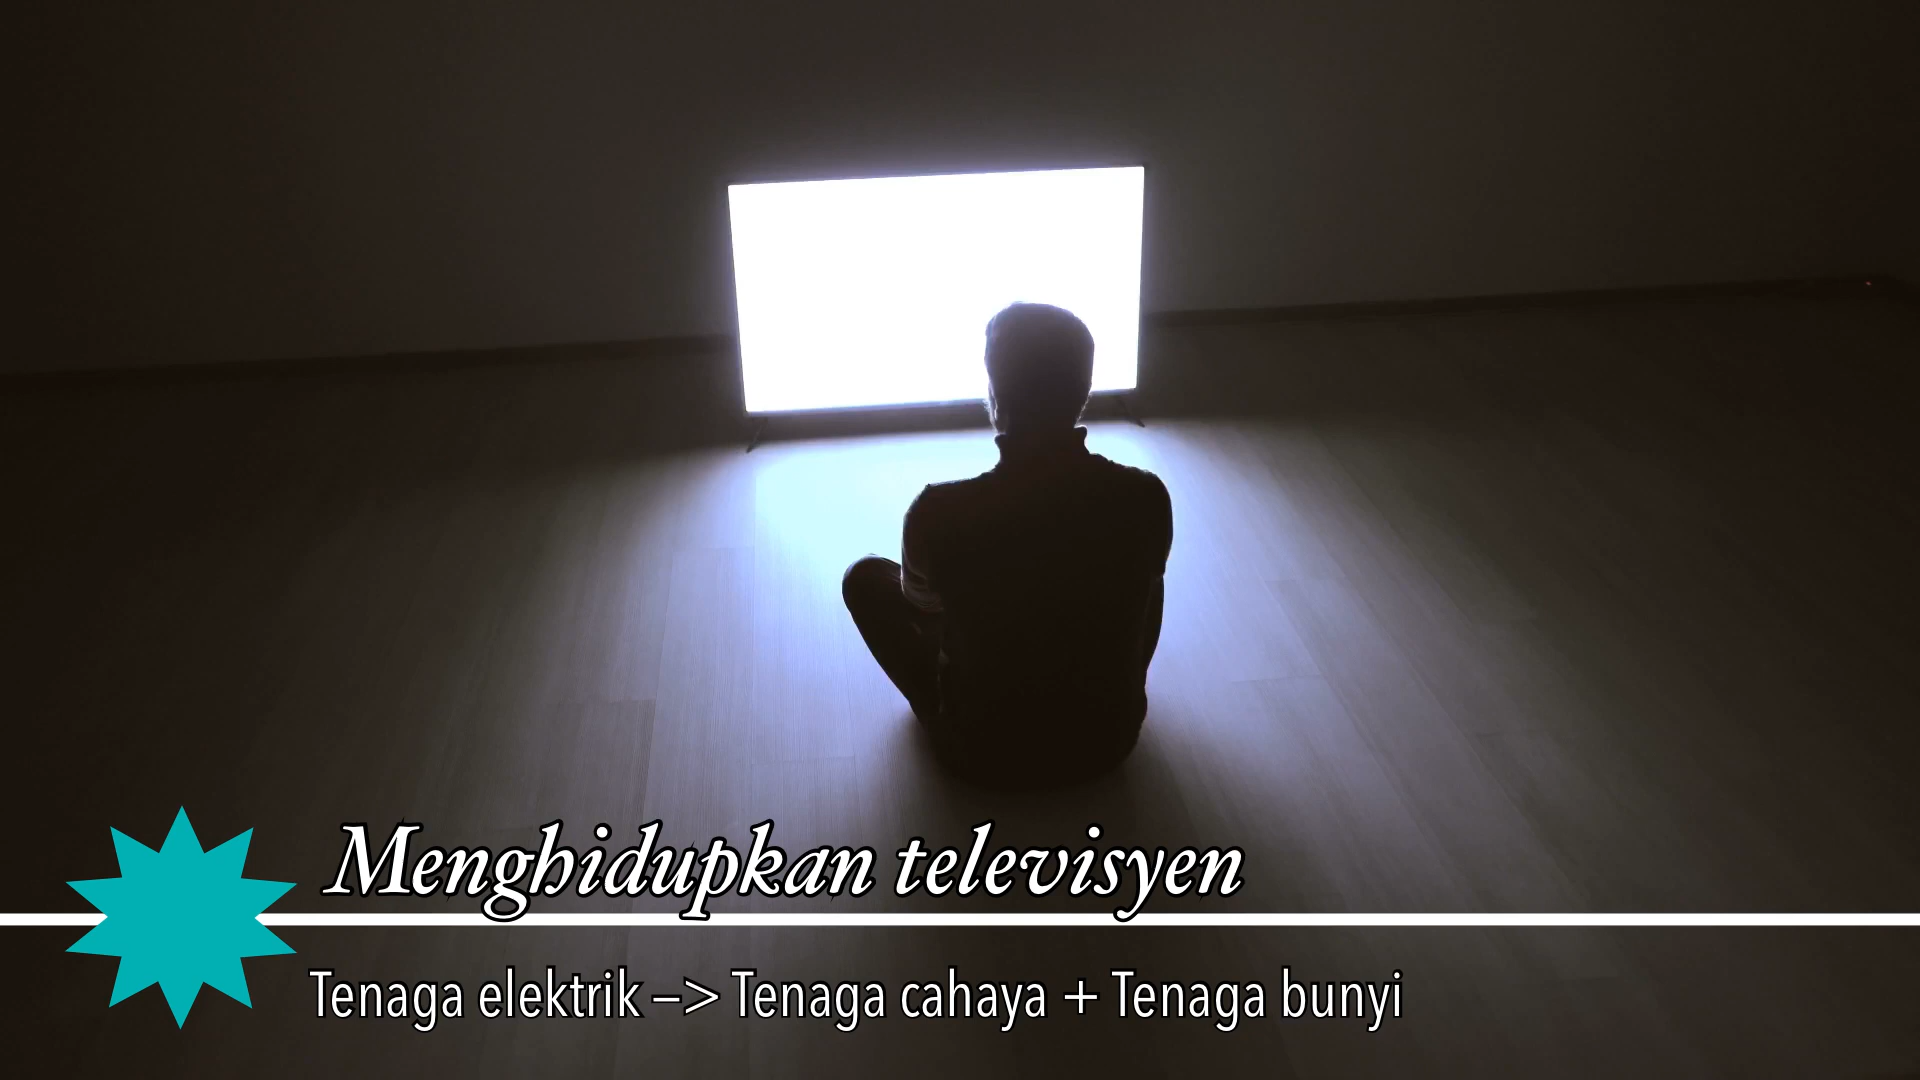 Menghidupkan televisyen
Tenaga elektrik —> Tenaga cahaya + Tenaga bunyi